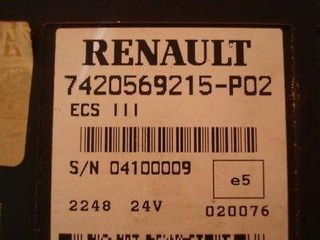 RENAULT
7420569215-P02
ECS III
S/N 04100009
e5
2248 24V
020076